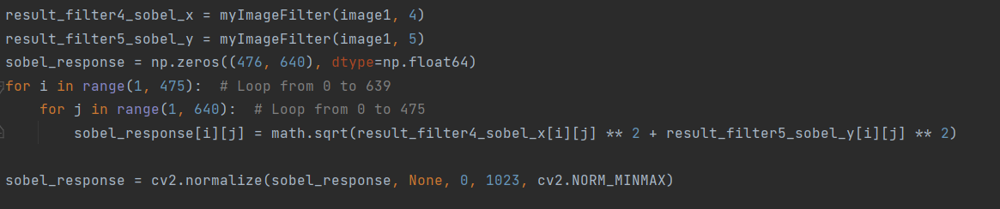 result_filter4_sobel_x = myImageFilter(image1, 4)
result_filter5_sobel_y = myImageFilter(image1, 5)
sobel_response = np.zeros((476, 640), dtype=np.float64)
for i in range(1, 475):  # Loop from 0 to 639
    for j in range(1, 640):  # Loop from 0 to 475
        sobel_response[i][j] = math.sqrt(result_filter4_sobel_x[i][j] ** 2 + result_filter5_sobel_y[i][j] ** 2)
sobel_response = cv2.normalize(sobel_response, None, 0, 1023, cv2.NORM_MINMAX)